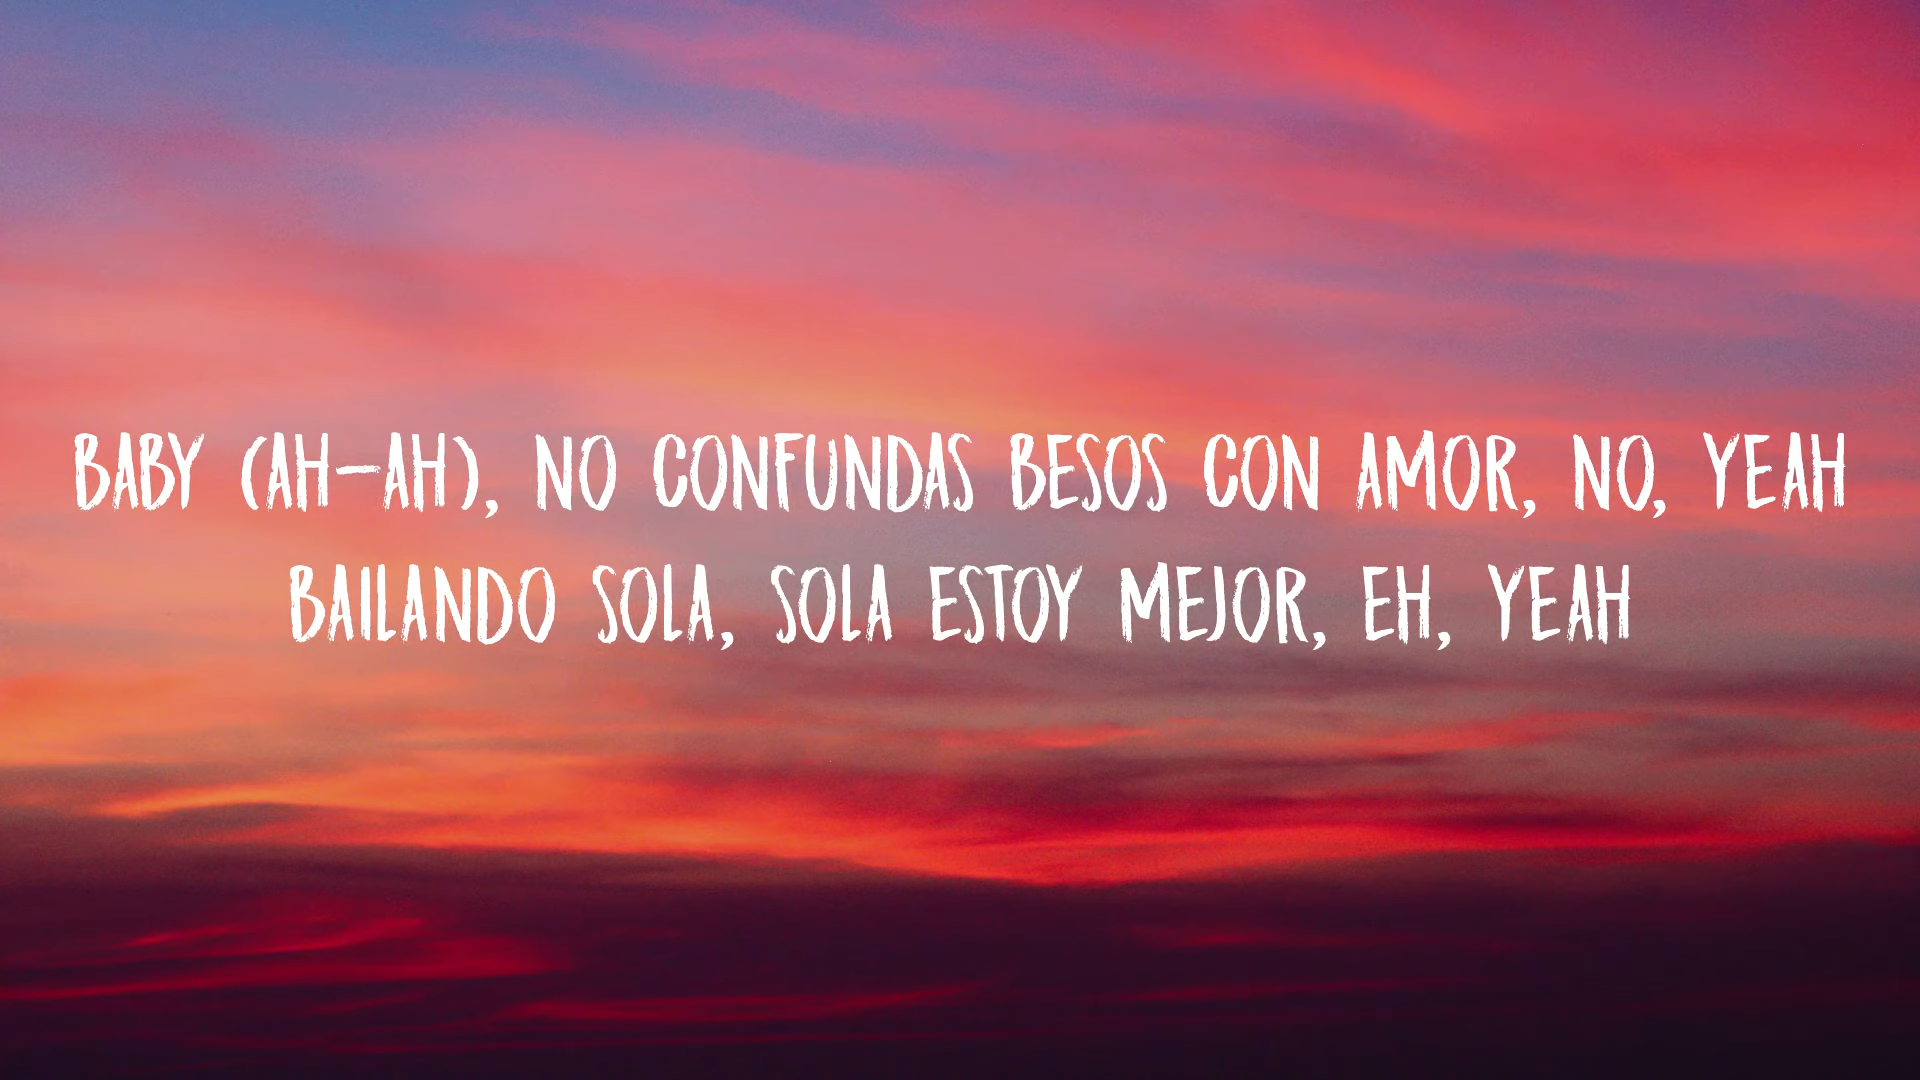 BABY (AH-AH), NO CONFUNDAS BESOS CON AMOR, NO, YEAH
BAILANDO SOLA, SOLA ESTOY MEJOR, EH, YEAH